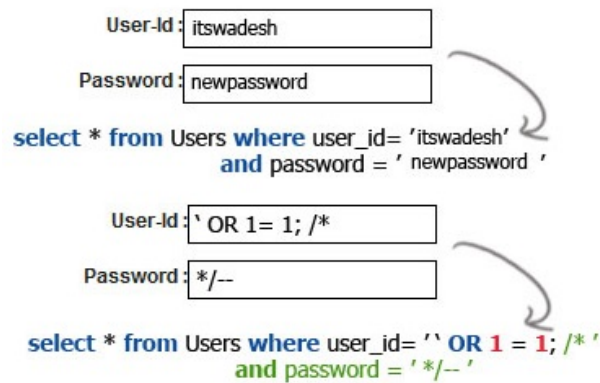 User-Id : itswadesh
Password : newpassword
select * from Users where user_id= ’itswadesh’
and password = ’ newpassword ’
User-Id : ‵ OR 1= 1; /*
Password : */--
select * from Users where user_id= ’‵ OR 1 = 1; /* ’
and password = ’ */-- ’